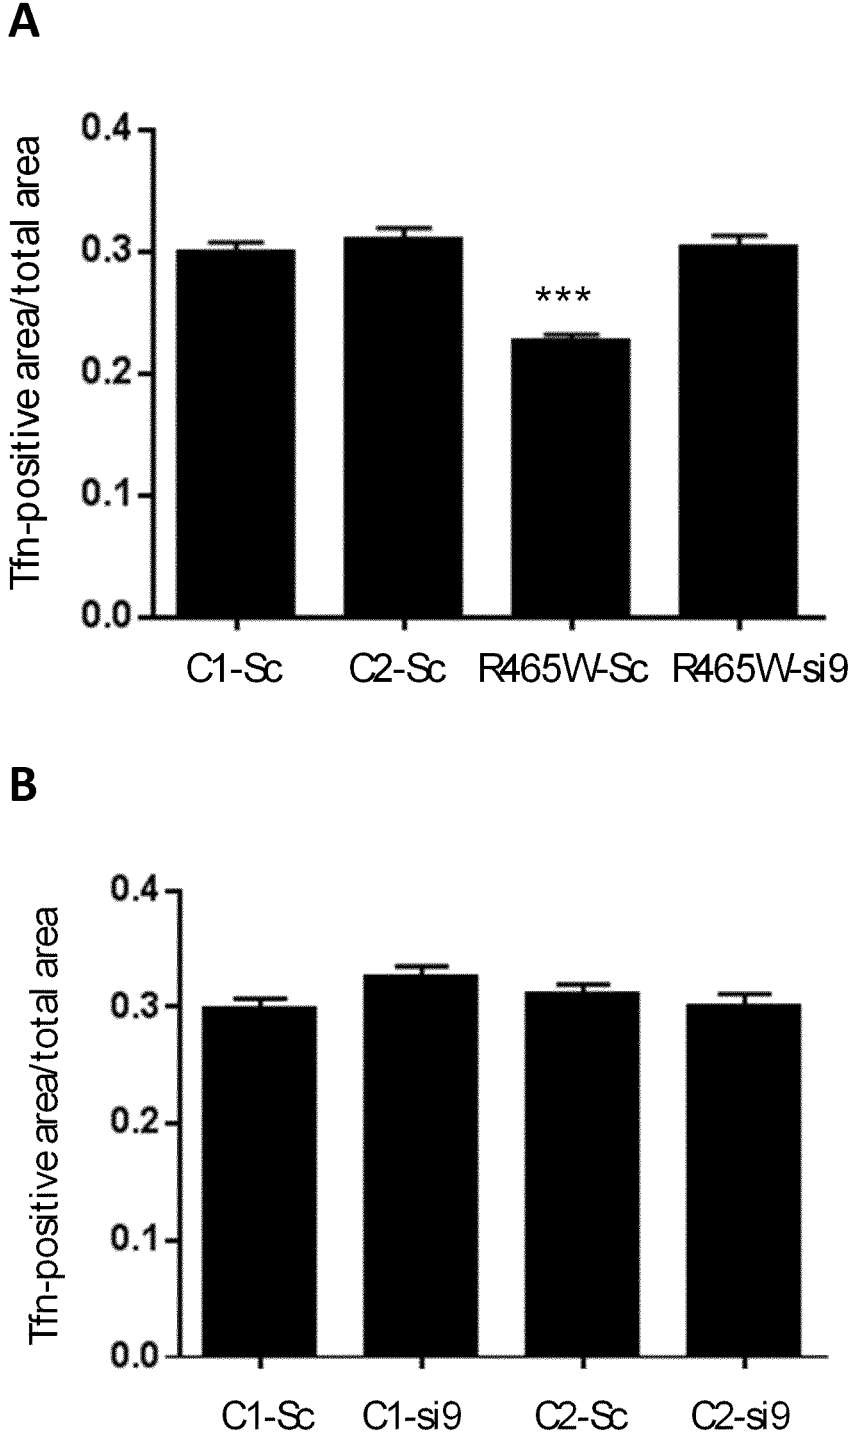 A
Tfn-positive area/total area
0.4
0.3
0.2
0.1
0.0
***
C1-Sc C2-Sc R465W-Sc R465W-si9
B
Tfn-positive area/total area
0.4
0.3
0.2
0.1
0.0
C1-Sc C1-si9 C2-Sc C2-si9